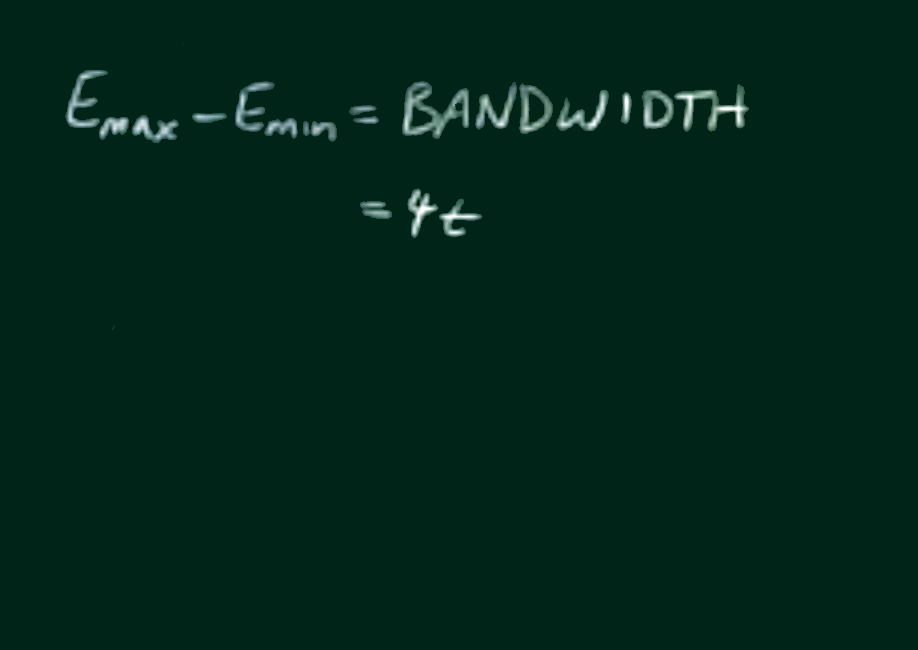 Emax - Emin = BANDWIDTH
= 4t